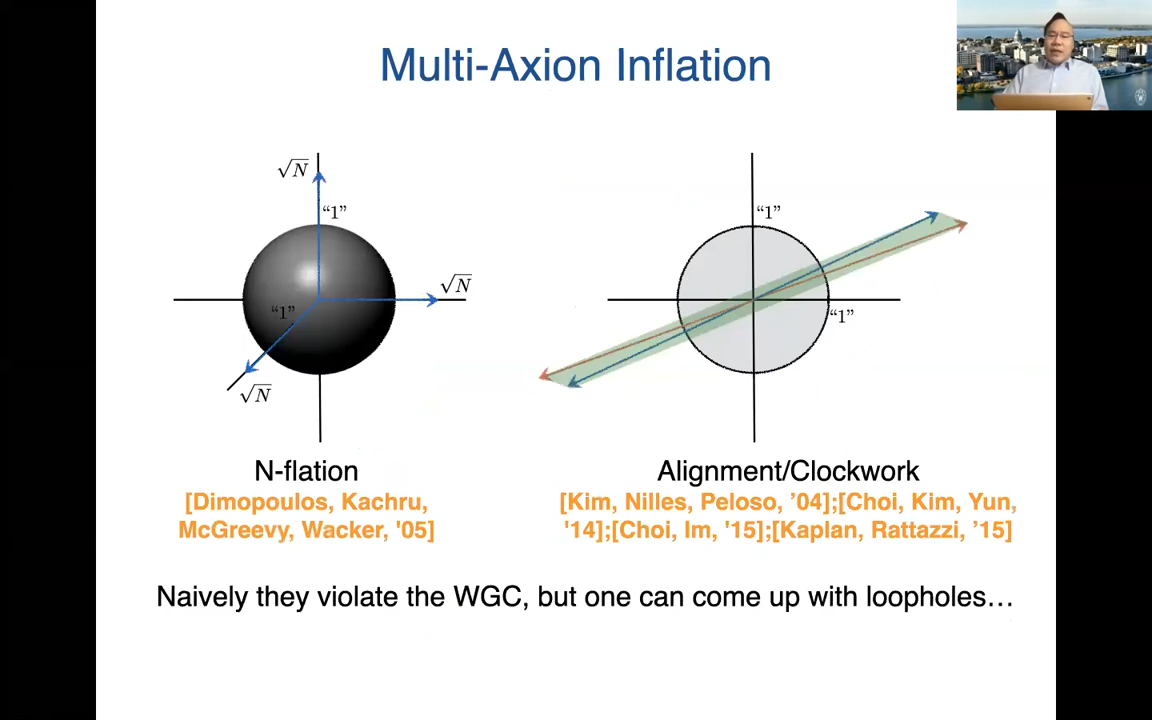 Multi-Axion Inflation
√N
"1"
√N
"1"
√N
"1"
"1"
N-flation
[Dimopoulos, Kachru,
McGreevy, Wacker, '05]
Alignment/Clockwork
[Kim, Nilles, Peloso, ’04];[Choi, Kim, Yun,
'14];[Choi, Im, '15];[Kaplan, Rattazzi, ’15]
Naively they violate the WGC, but one can come up with loopholes…